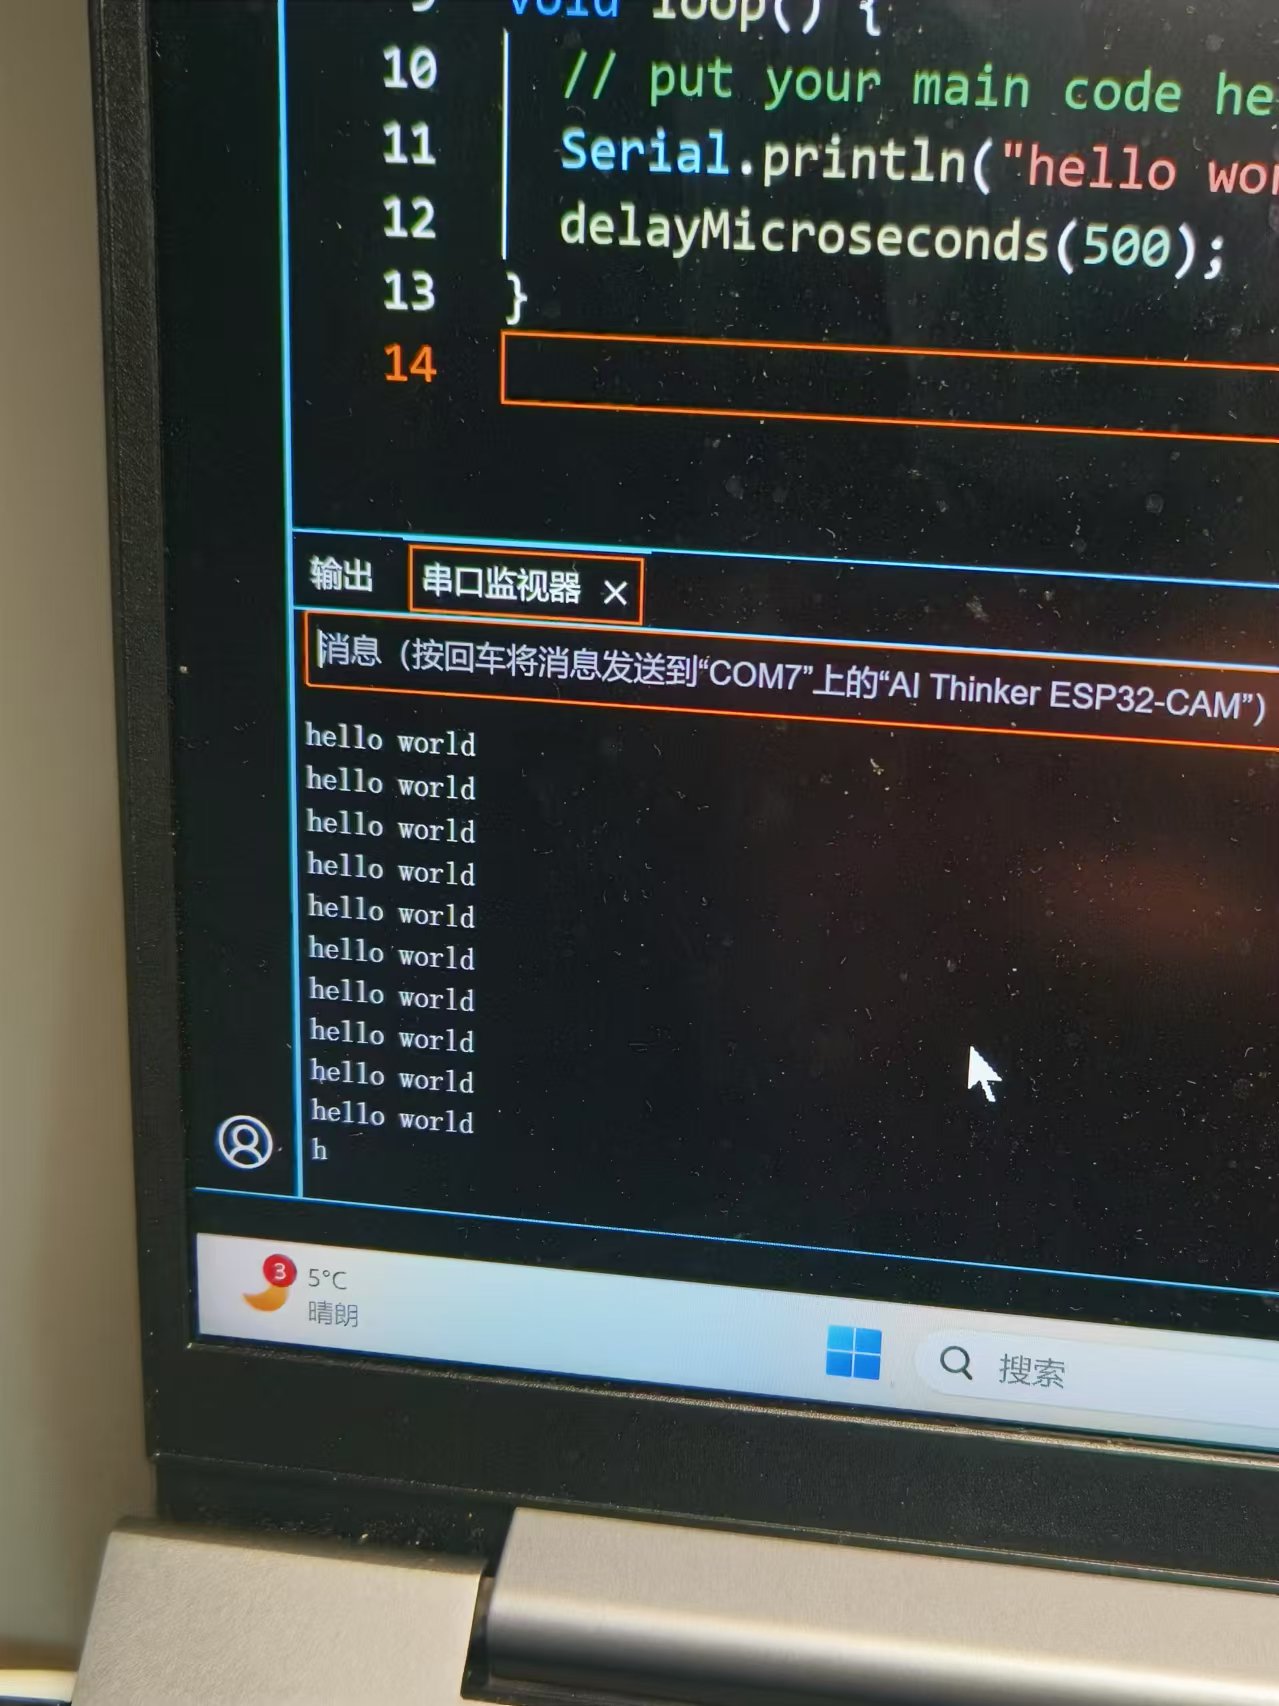 9 void loop() {
10 // put your main code he
11 Serial.println("hello wor
12 delayMicroseconds(500);
13 }
14
输出 串口监视器 ×
消息（按回车将消息发送到“COM7”上的“AI Thinker ESP32-CAM”)
hello world
hello world
hello world
hello world
hello world
hello world
hello world
hello world
hello world
hello world
h
3 5°C
晴朗
搜索